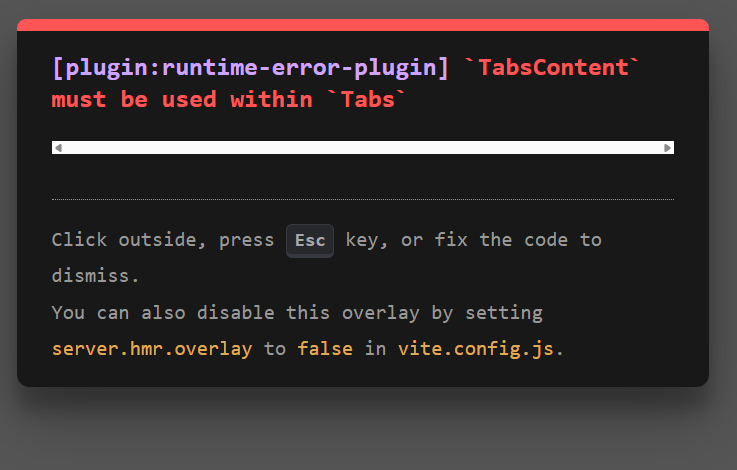 [plugin:runtime-error-plugin] `TabsContent`
must be used within `Tabs`
Click outside, press Esc key, or fix the code to
dismiss.
You can also disable this overlay by setting
server.hmr.overlay to false in vite.config.js.